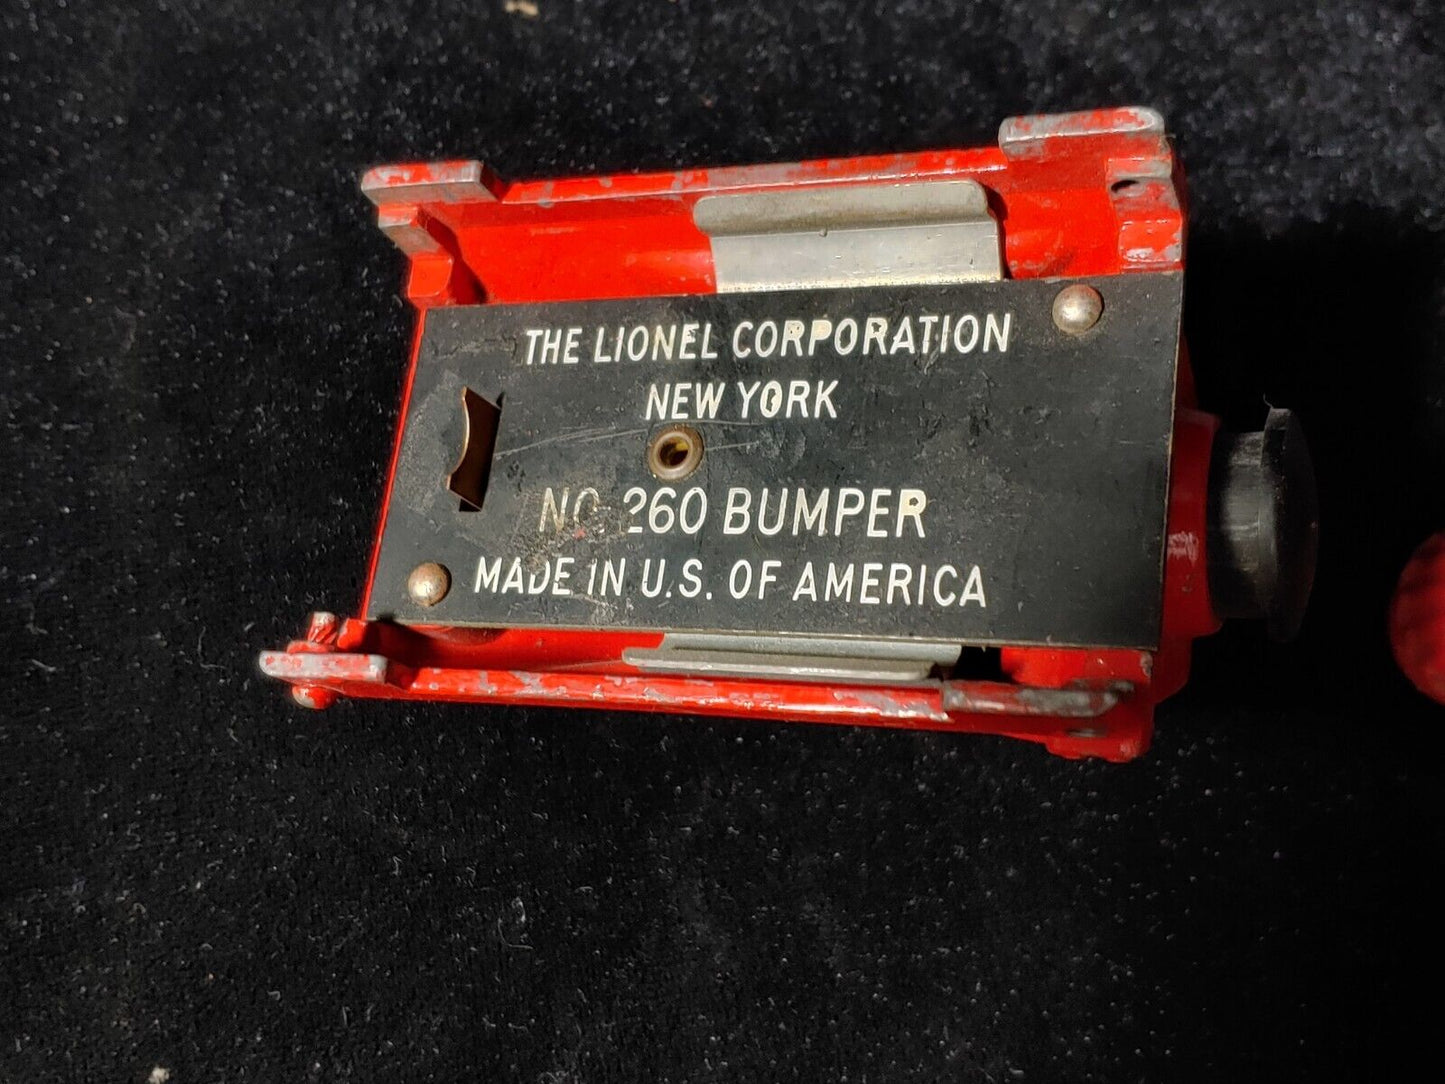 THE LIONEL CORPORATION
NEW YORK
NO. 260 BUMPER
MADE IN U.S. OF AMERICA